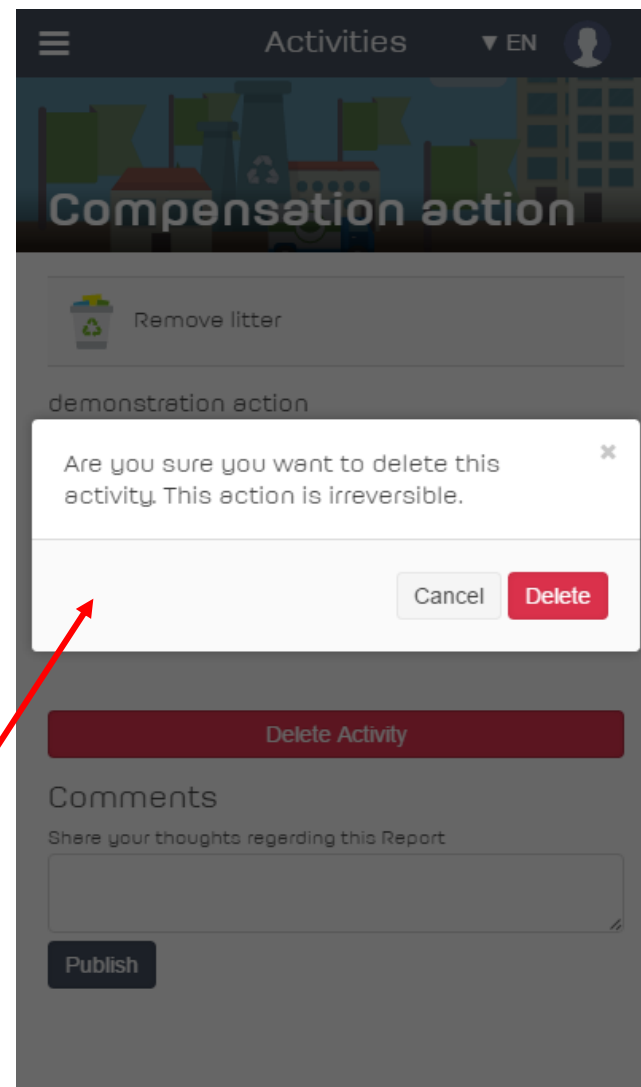 Activities ▼ EN
Compensation action
Remove litter
demonstration action
Are you sure you want to delete this
activity. This action is irreversible.
×
Cancel Delete
Delete Activity
Comments
Share your thoughts regarding this Report
Publish